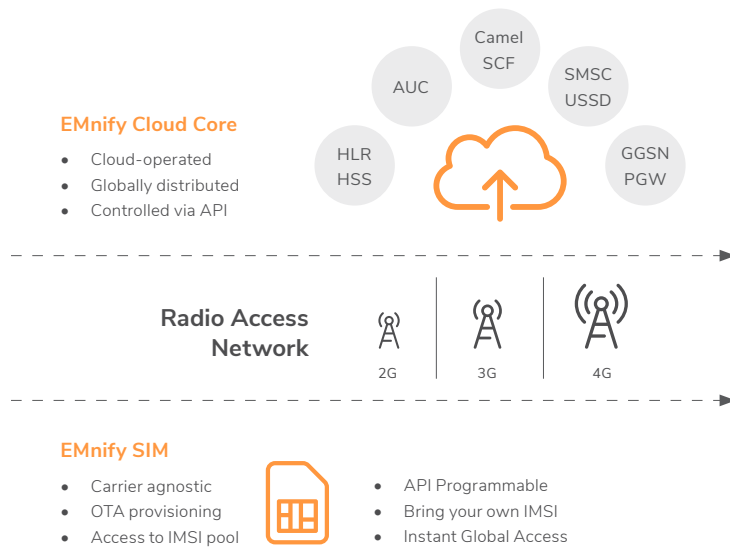 Camel
SCF
AUC
SMSC
USSD
HLR
HSS
GGSN
PGW
EMnify Cloud Core
• Cloud-operated
• Globally distributed
• Controlled via API
Radio Access
Network
2G
3G
4G
EMnify SIM
• Carrier agnostic
• OTA provisioning
• Access to IMSI pool
• API Programmable
• Bring your own IMSI
• Instant Global Access